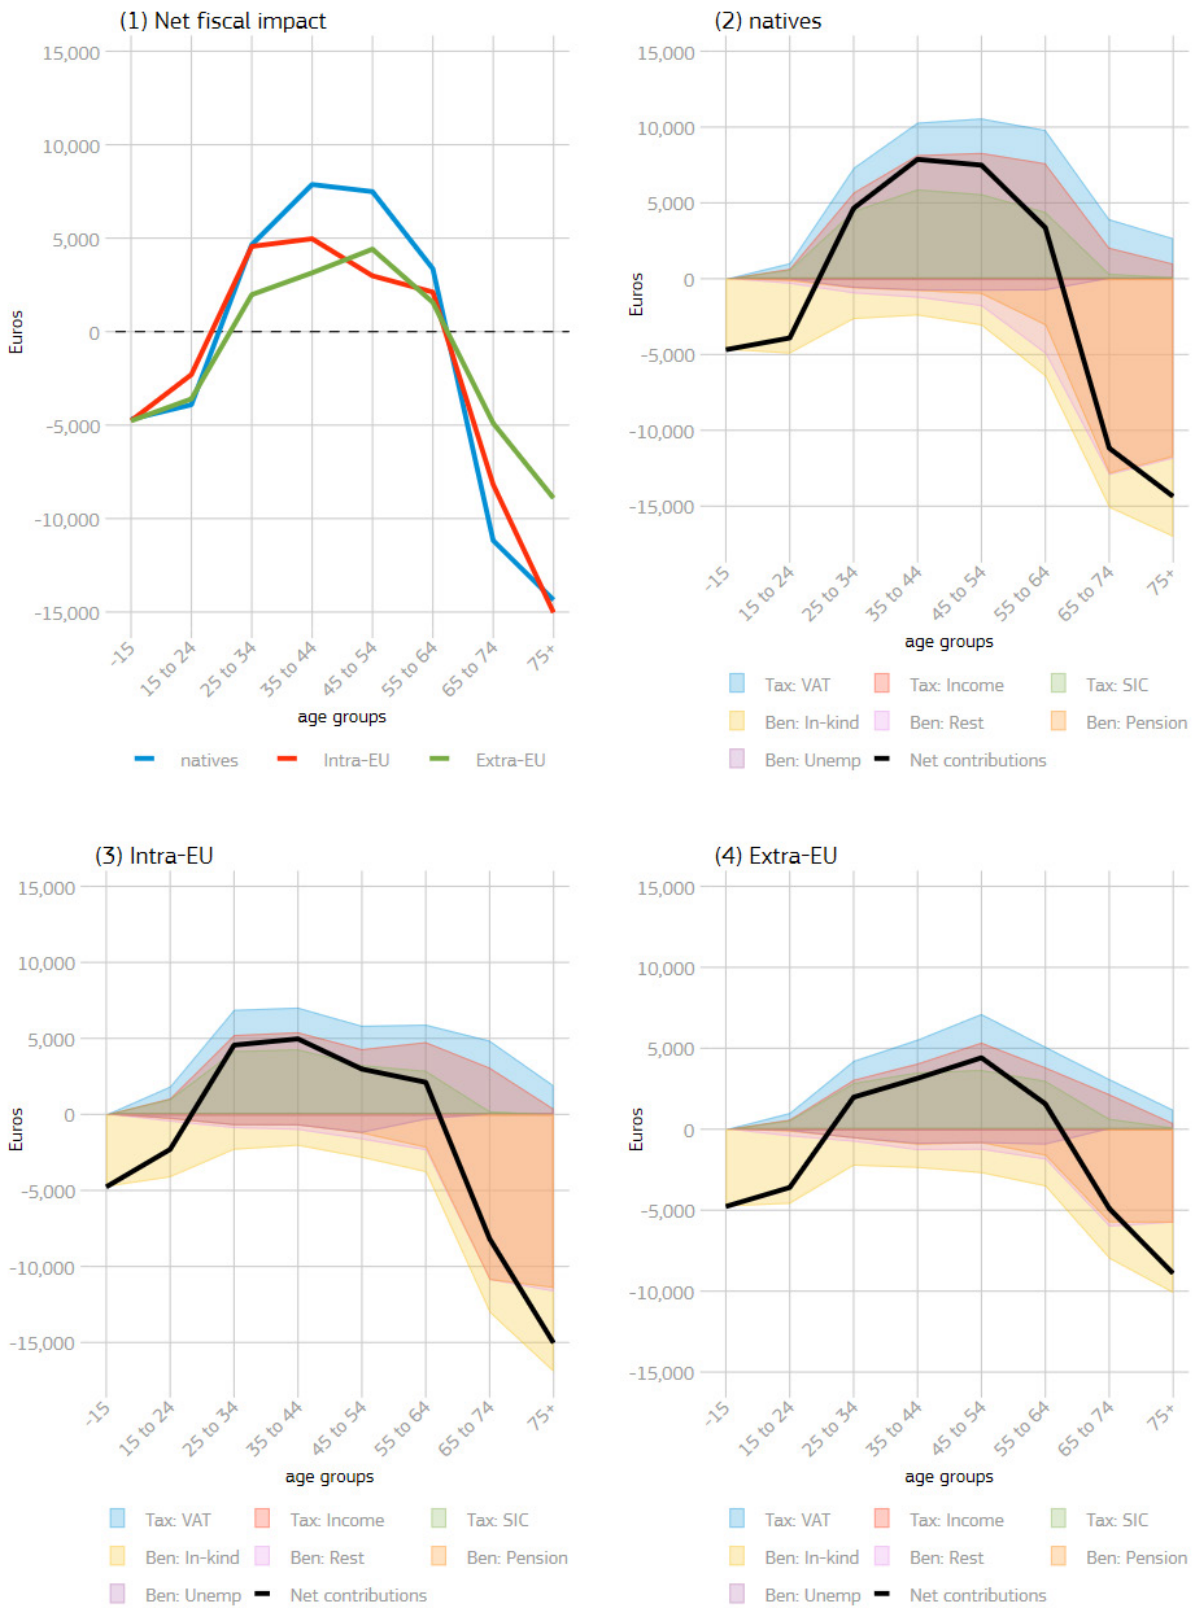 (1) Net fiscal impact
15,000
10,000
5,000
0
-5,000
-10,000
-15,000
Euros
-15
15 to 24
25 to 34
35 to 44
45 to 54
55 to 64
65 to 74
75+
age groups
natives Intra-EU Extra-EU
(2) natives
15,000
10,000
5,000
0
-5,000
-10,000
-15,000
Euros
-15
15 to 24
25 to 34
35 to 44
45 to 54
55 to 64
65 to 74
75+
age groups
Tax: VAT Tax: Income Tax: SIC
Ben: In-kind Ben: Rest Ben: Pension
Ben: Unemp Net contributions
(3) Intra-EU
15,000
10,000
5,000
0
-5,000
-10,000
-15,000
Euros
-15
15 to 24
25 to 34
35 to 44
45 to 54
55 to 64
65 to 74
75+
age groups
Tax: VAT Tax: Income Tax: SIC
Ben: In-kind Ben: Rest Ben: Pension
Ben: Unemp Net contributions
(4) Extra-EU
15,000
10,000
5,000
0
-5,000
-10,000
-15,000
Euros
-15
15 to 24
25 to 34
35 to 44
45 to 54
55 to 64
65 to 74
75+
age groups
Tax: VAT Tax: Income Tax: SIC
Ben: In-kind Ben: Rest Ben: Pension
Ben: Unemp Net contributions